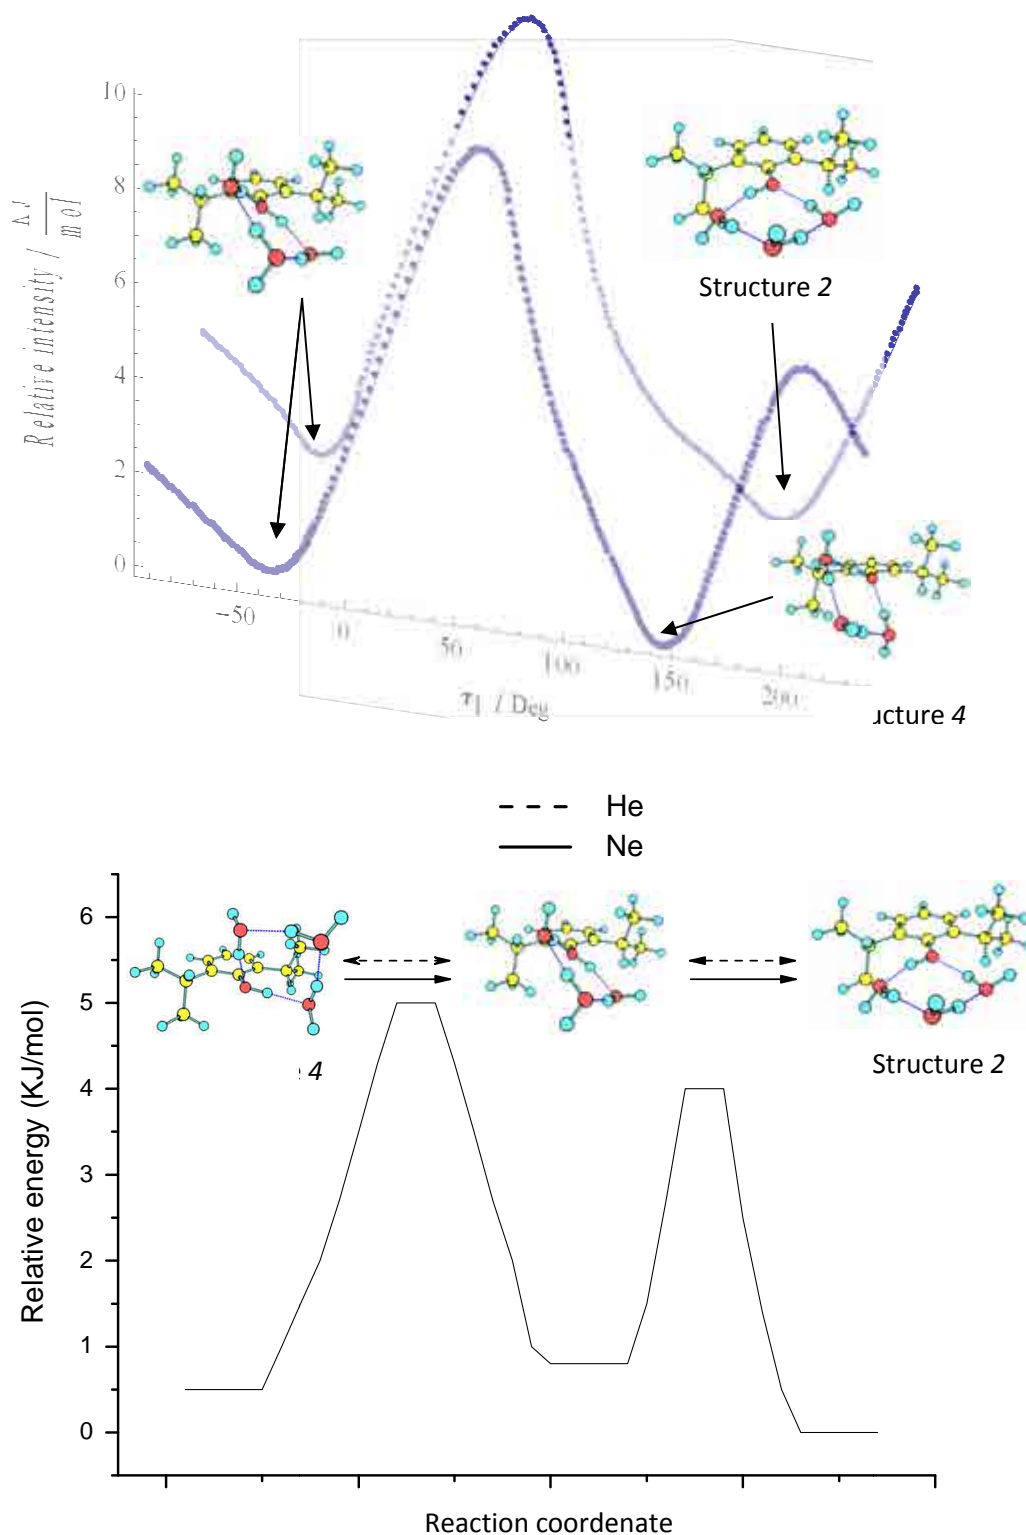 10
8
6
4
2
0
Relative intensity /
mol
-50
0
50
100
150
200
τ1 / Deg
Structure 2
ucture 4
He
Ne
6
5
4
3
2
1
0
Relative energy (KJ/mol)
4
Structure 2
Reaction coordenate